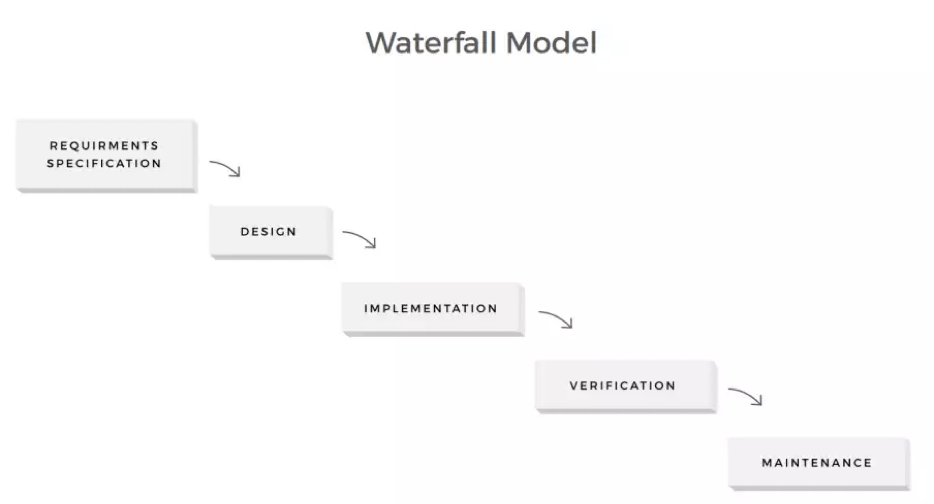 Waterfall Model
REQUIRMENTS
SPECIFICATION
DESIGN
IMPLEMENTATION
VERIFICATION
MAINTENANCE